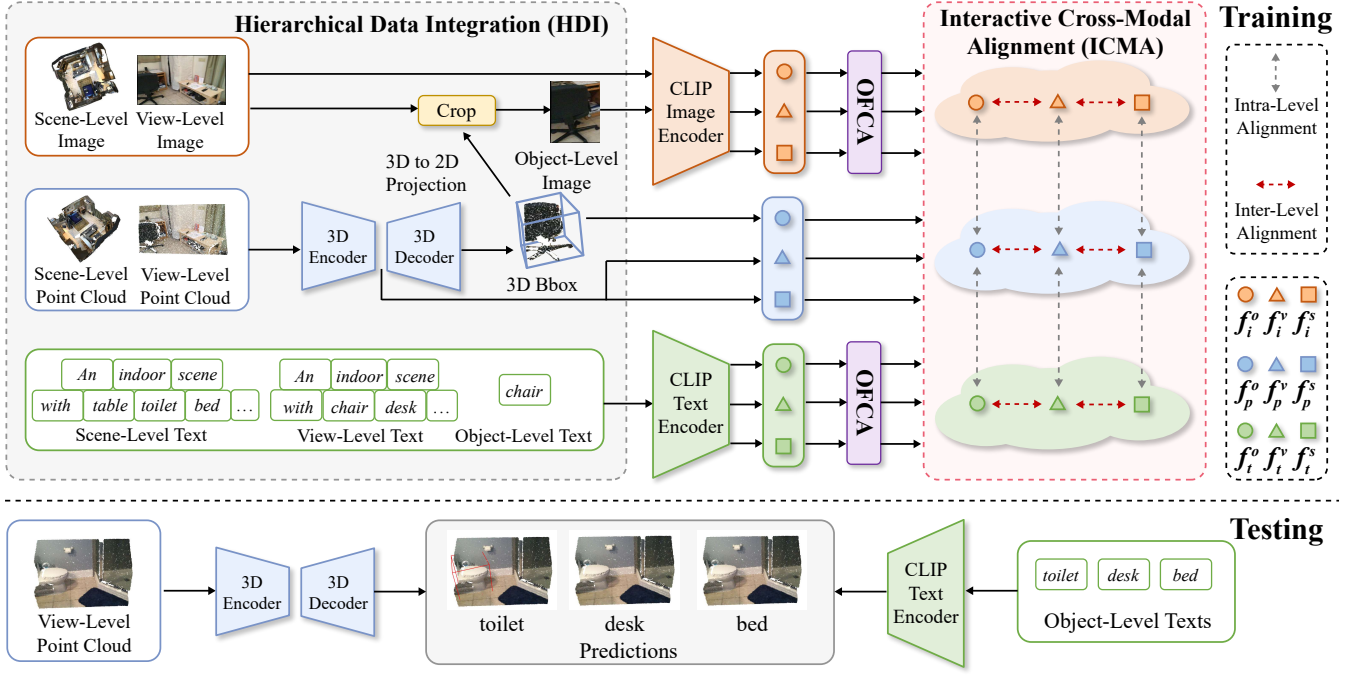 Hierarchical Data Integration (HDI)
Scene-Level
Image
View-Level
Image
Crop
Object-Level
Image
3D to 2D
Projection
Scene-Level
Point Cloud
View-Level
Point Cloud
3D
Encoder
3D
Decoder
3D Bbox
An indoor scene
with table toilet bed ...
Scene-Level Text
An indoor scene
with chair desk ...
View-Level Text
chair
Object-Level Text
CLIP
Image
Encoder
OFCA
CLIP
Text
Encoder
OFCA
Interactive Cross-Modal
Alignment (ICMA)
Training
Intra-Level
Alignment
Inter-Level
Alignment
f_i^o f_i^v f_i^s
f_p^o f_p^v f_p^s
f_t^o f_t^v f_t^s
Testing
View-Level
Point Cloud
3D
Encoder
3D
Decoder
toilet desk bed
Predictions
CLIP
Text
Encoder
toilet desk bed
Object-Level Texts